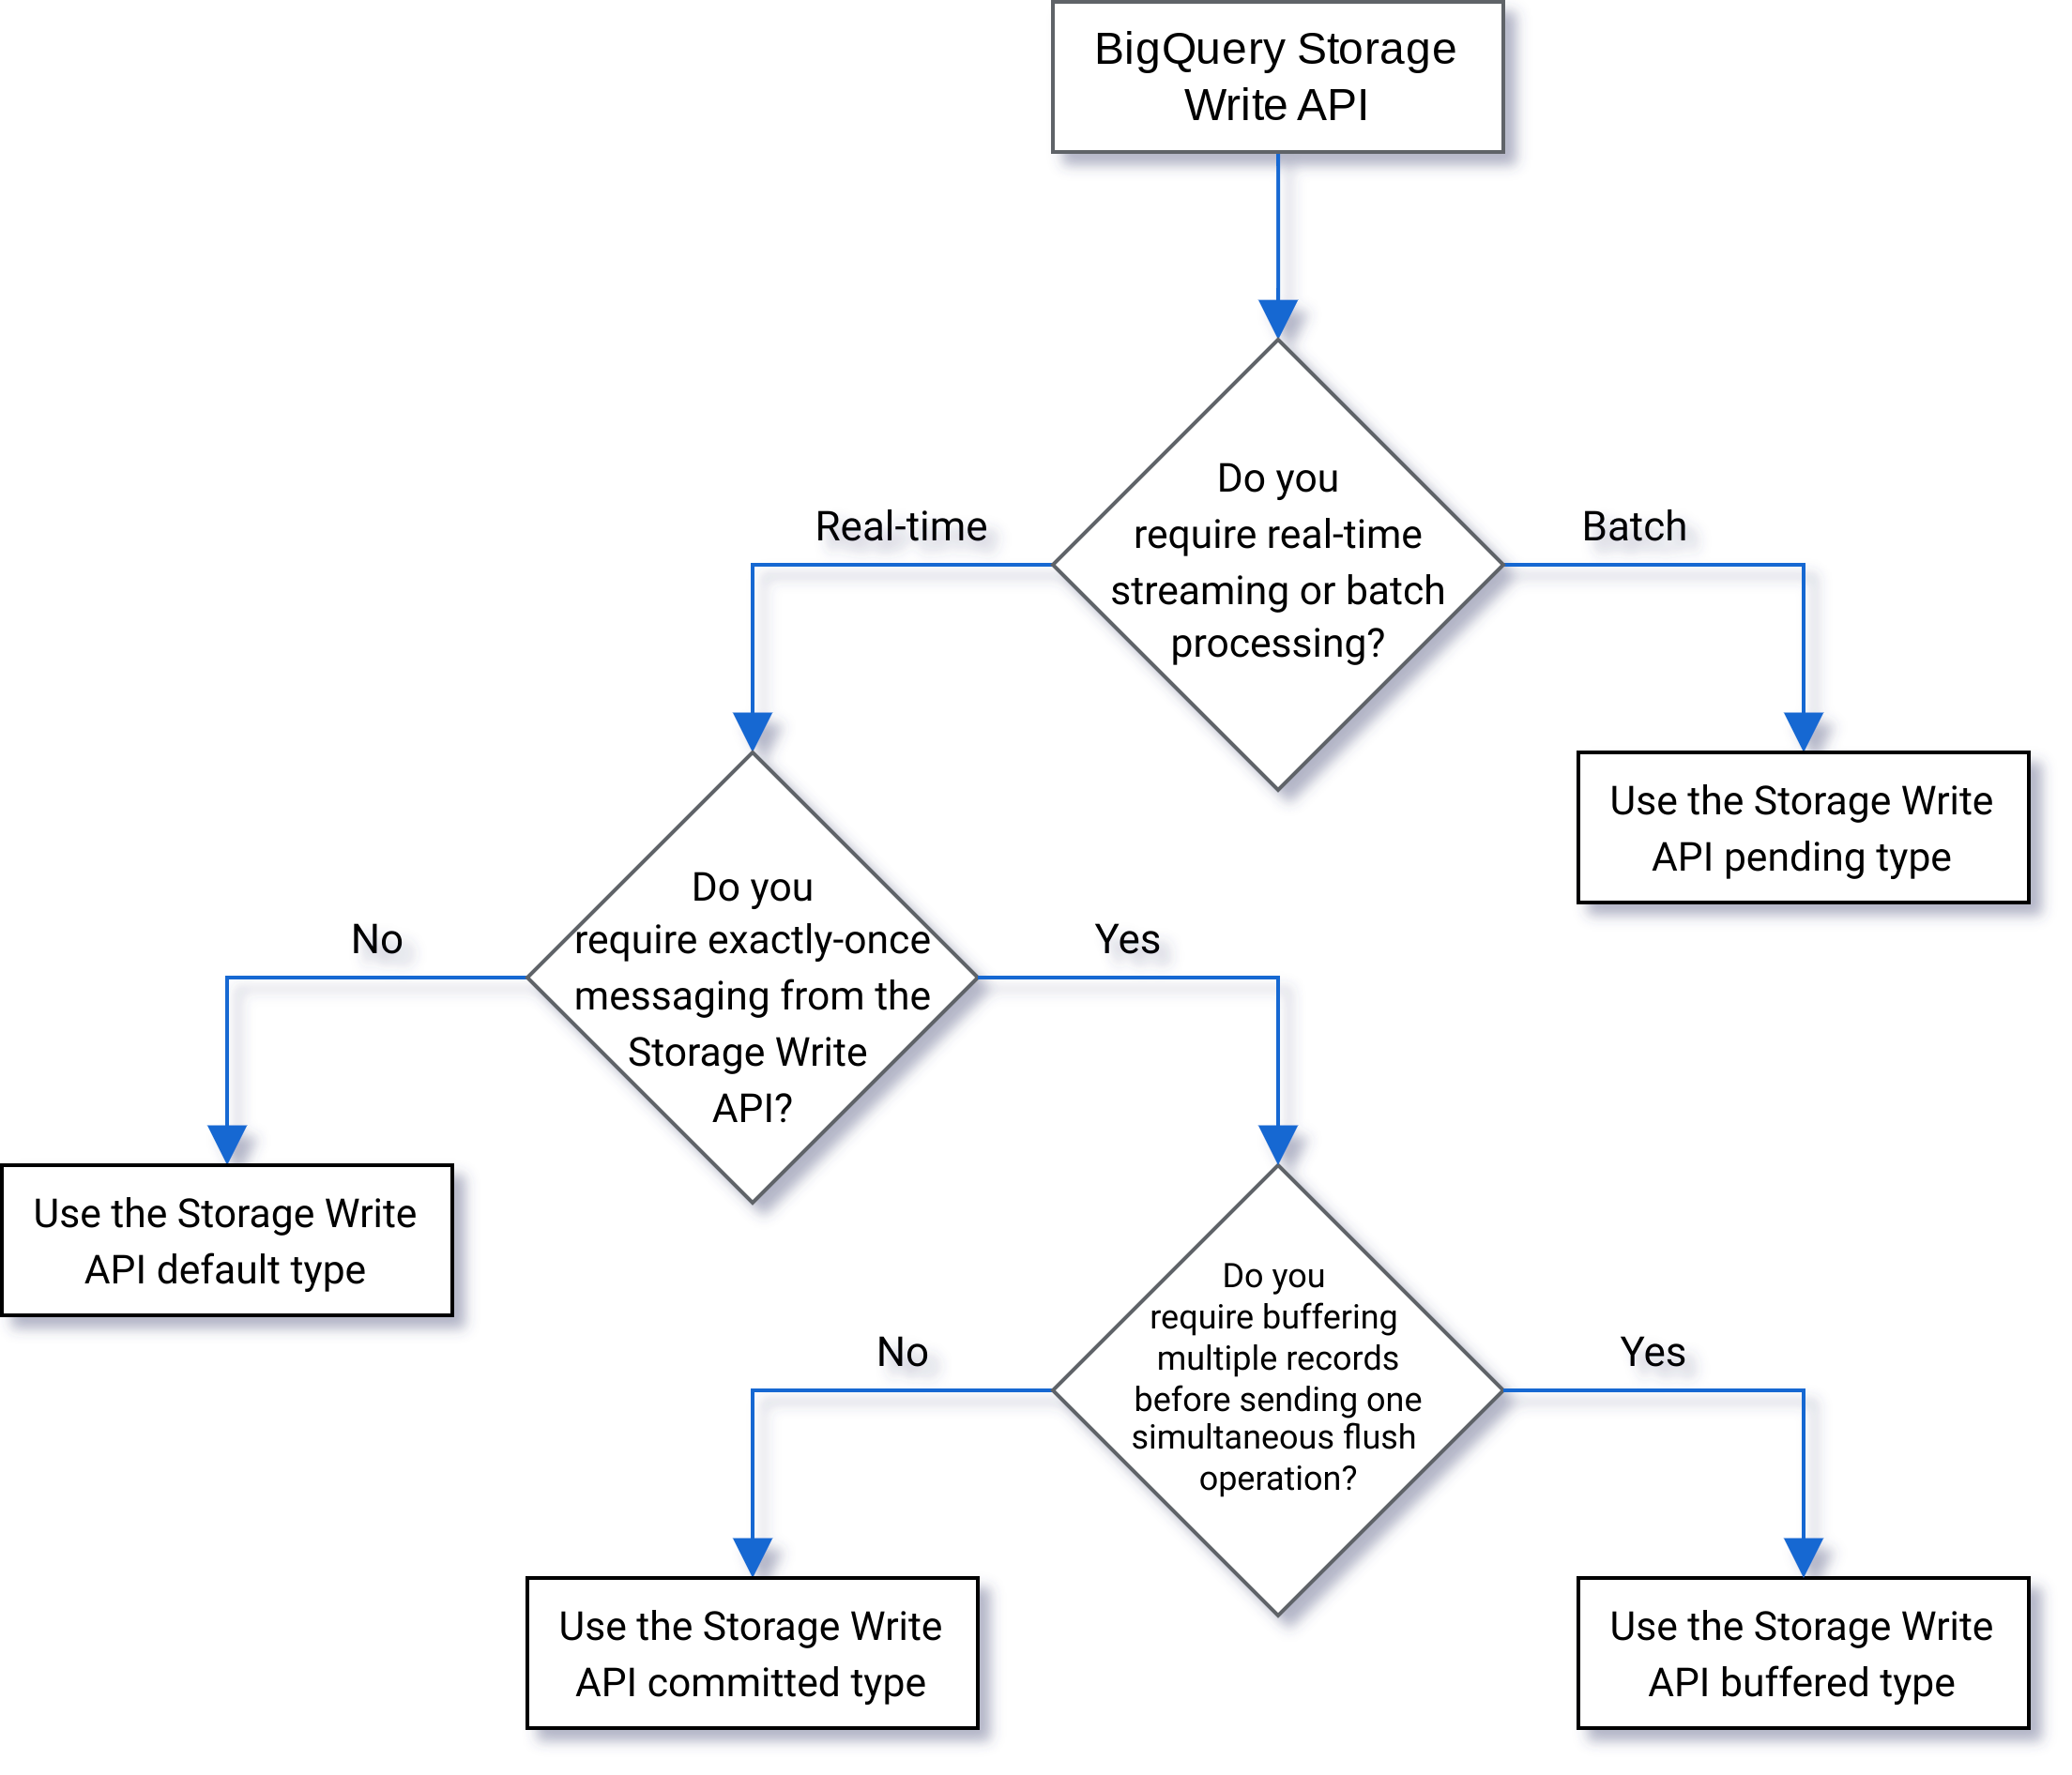 BigQuery Storage
Write API
Do you
require real-time
streaming or batch
processing?
Real-time
Batch
Use the Storage Write
API pending type
Do you
require exactly-once
messaging from the
Storage Write
API?
No
Yes
Use the Storage Write
API default type
Do you
require buffering
multiple records
before sending one
simultaneous flush
operation?
No
Yes
Use the Storage Write
API committed type
Use the Storage Write
API buffered type